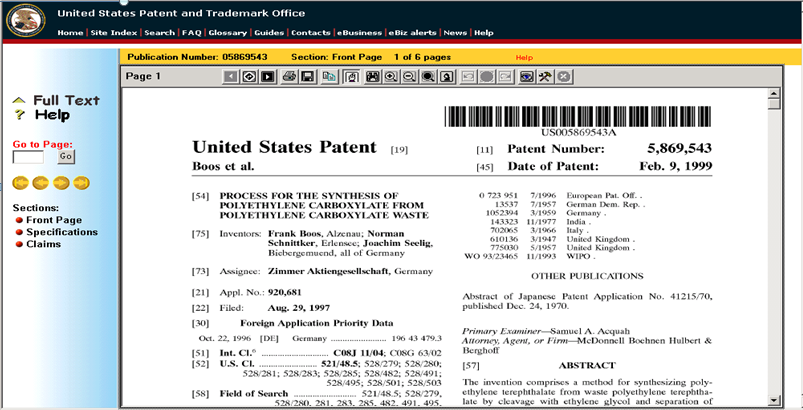 United States Patent and Trademark Office
Home | Site Index | Search | FAQ | Glossary | Guides | Contacts | eBusiness | eBiz alerts | News | Help
Publication Number: 05869543 Section: Front Page 1 of 6 pages Help
Page 1
Full Text
Help
Go to Page:
Go
Sections:
Front Page
Specifications
Claims
US005869543A
United States Patent [19]
Boos et al.
[11] Patent Number: 5,869,543
[45] Date of Patent: Feb. 9, 1999
[54] PROCESS FOR THE SYNTHESIS OF
POLYETHYLENE CARBOXYLATE FROM
POLYETHYLENE CARBOXYLATE WASTE
[75] Inventors: Frank Boos, Alzenau; Norman
Schnittker, Erlensee; Joachim Seelig,
Biebergemuend, all of Germany
[73] Assignee: Zimmer Aktiengesellschaft, Germany
[21] Appl. No.: 920,681
[22] Filed: Aug. 29, 1997
[30] Foreign Application Priority Data
Oct. 22, 1996 [DE] Germany ........................ 196 43 479.3
[51] Int. Cl.⁶ ........................ C08J 11/04; C08G 63/02
[52] U.S. Cl. ........................ 521/48.5; 528/279; 528/280;
528/281; 528/283; 528/285; 528/482; 528/491;
528/495; 528/501; 528/503
[58] Field of Search ........................ 521/48.5; 528/279,
528/280, 281, 283, 285, 482, 491, 495,
0 723 951 7/1996 European Pat. Off. .
13537 7/1957 German Dem. Rep. .
1052394 3/1959 Germany .
143323 11/1977 India .
702065 3/1966 Italy .
610136 3/1947 United Kingdom .
775030 5/1957 United Kingdom .
WO 93/23465 11/1993 WIPO .
OTHER PUBLICATIONS
Abstract of Japanese Patent Application No. 41215/70,
published Dec. 24, 1970.
Primary Examiner—Samuel A. Acquah
Attorney, Agent, or Firm—McDonnell Boehnen Hulbert &
Berghoff
[57] ABSTRACT
The invention comprises a method for synthesizing poly-
ethylene terephthalate from waste polyethylene terephtha-
late by cleavage with ethylene glycol and separation of